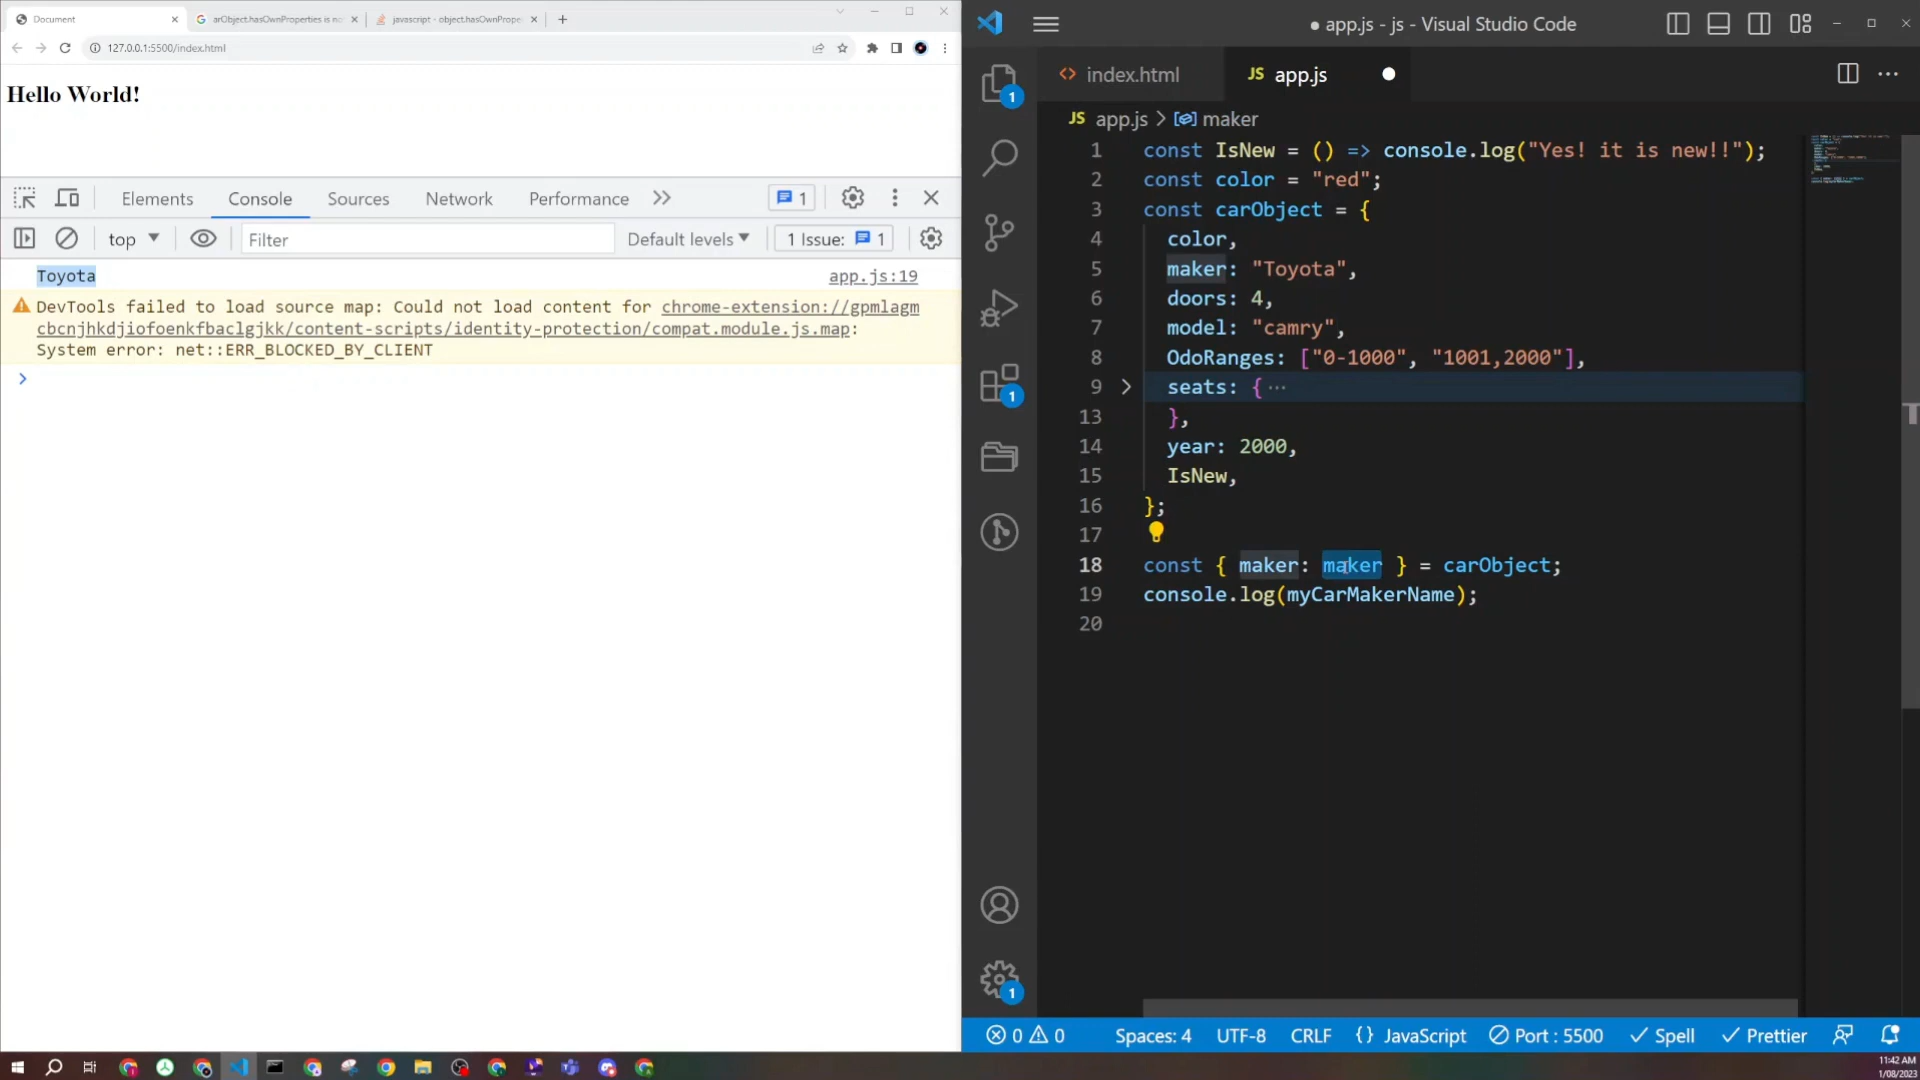 Document
arObject.hasOwnProperties is no
javascript - object.hasOwnPrope
127.0.0.1:5500/index.html
Hello World!
Elements
Console
Sources
Network
Performance
1
top
Filter
Default levels
1 Issue:
1
Toyota
app.js:19
DevTools failed to load source map: Could not load content for chrome-extension://gpmlagm
cbcnjhkdjiofoenkfbaclgjkk/content-scripts/identity-protection/compat.module.js.map:
System error: net::ERR_BLOCKED_BY_CLIENT
● app.js - js - Visual Studio Code
index.html
JS app.js
JS app.js > maker
1 const IsNew = () => console.log("Yes! it is new!!");
2 const color = "red";
3 const carObject = {
4 color,
5 maker: "Toyota",
6 doors: 4,
7 model: "camry",
8 OdoRanges: ["0-1000", "1001,2000"],
9 seats: { ···
13 },
14 year: 2000,
15 IsNew,
16 };
17
18 const { maker: maker } = carObject;
19 console.log(myCarMakerName);
20
1
1
1
0 0
Spaces: 4
UTF-8
CRLF
{} JavaScript
Port : 5500
Spell
Prettier
11:42 AM
1/08/2023